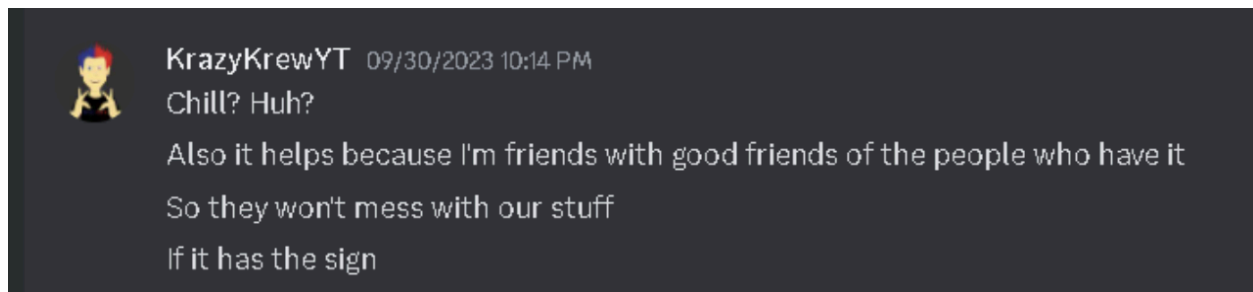 KrazyKrewYT 09/30/2023 10:14 PM
Chill? Huh?
Also it helps because I'm friends with good friends of the people who have it
So they won't mess with our stuff
If it has the sign